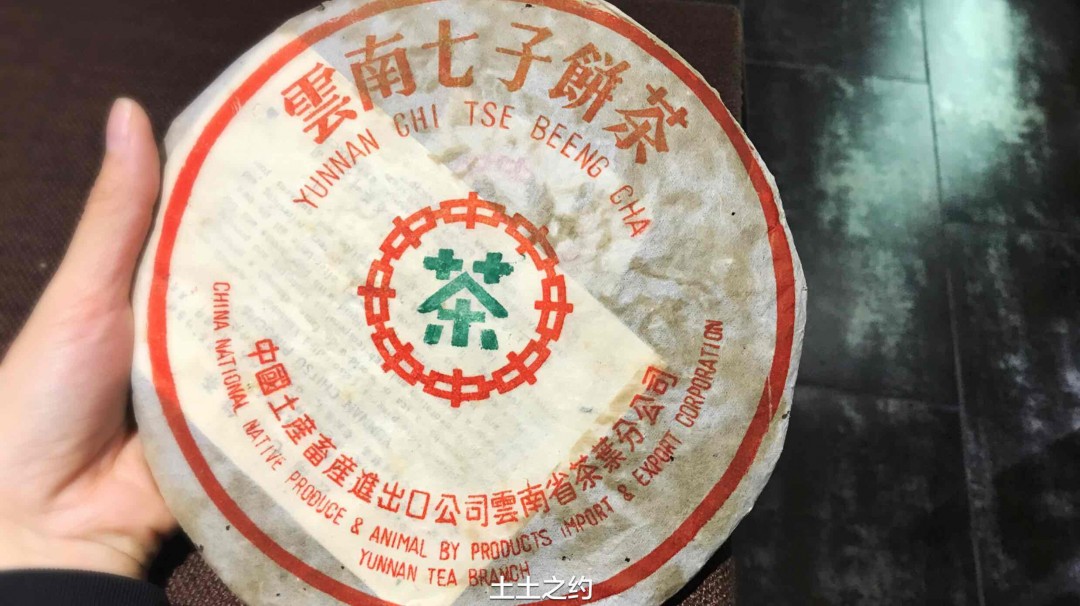 雲南七子餅茶
YUNNAN CHI TSE BEENG CHA
茶
中國土產畜產進出口公司雲南省茶葉分公司
CHINA NATIONAL NATIVE PRODUCE & ANIMAL BY PRODUCTS IMPORT & EXPORT CORPORATION
YUNNAN TEA BRANCH
土土之约